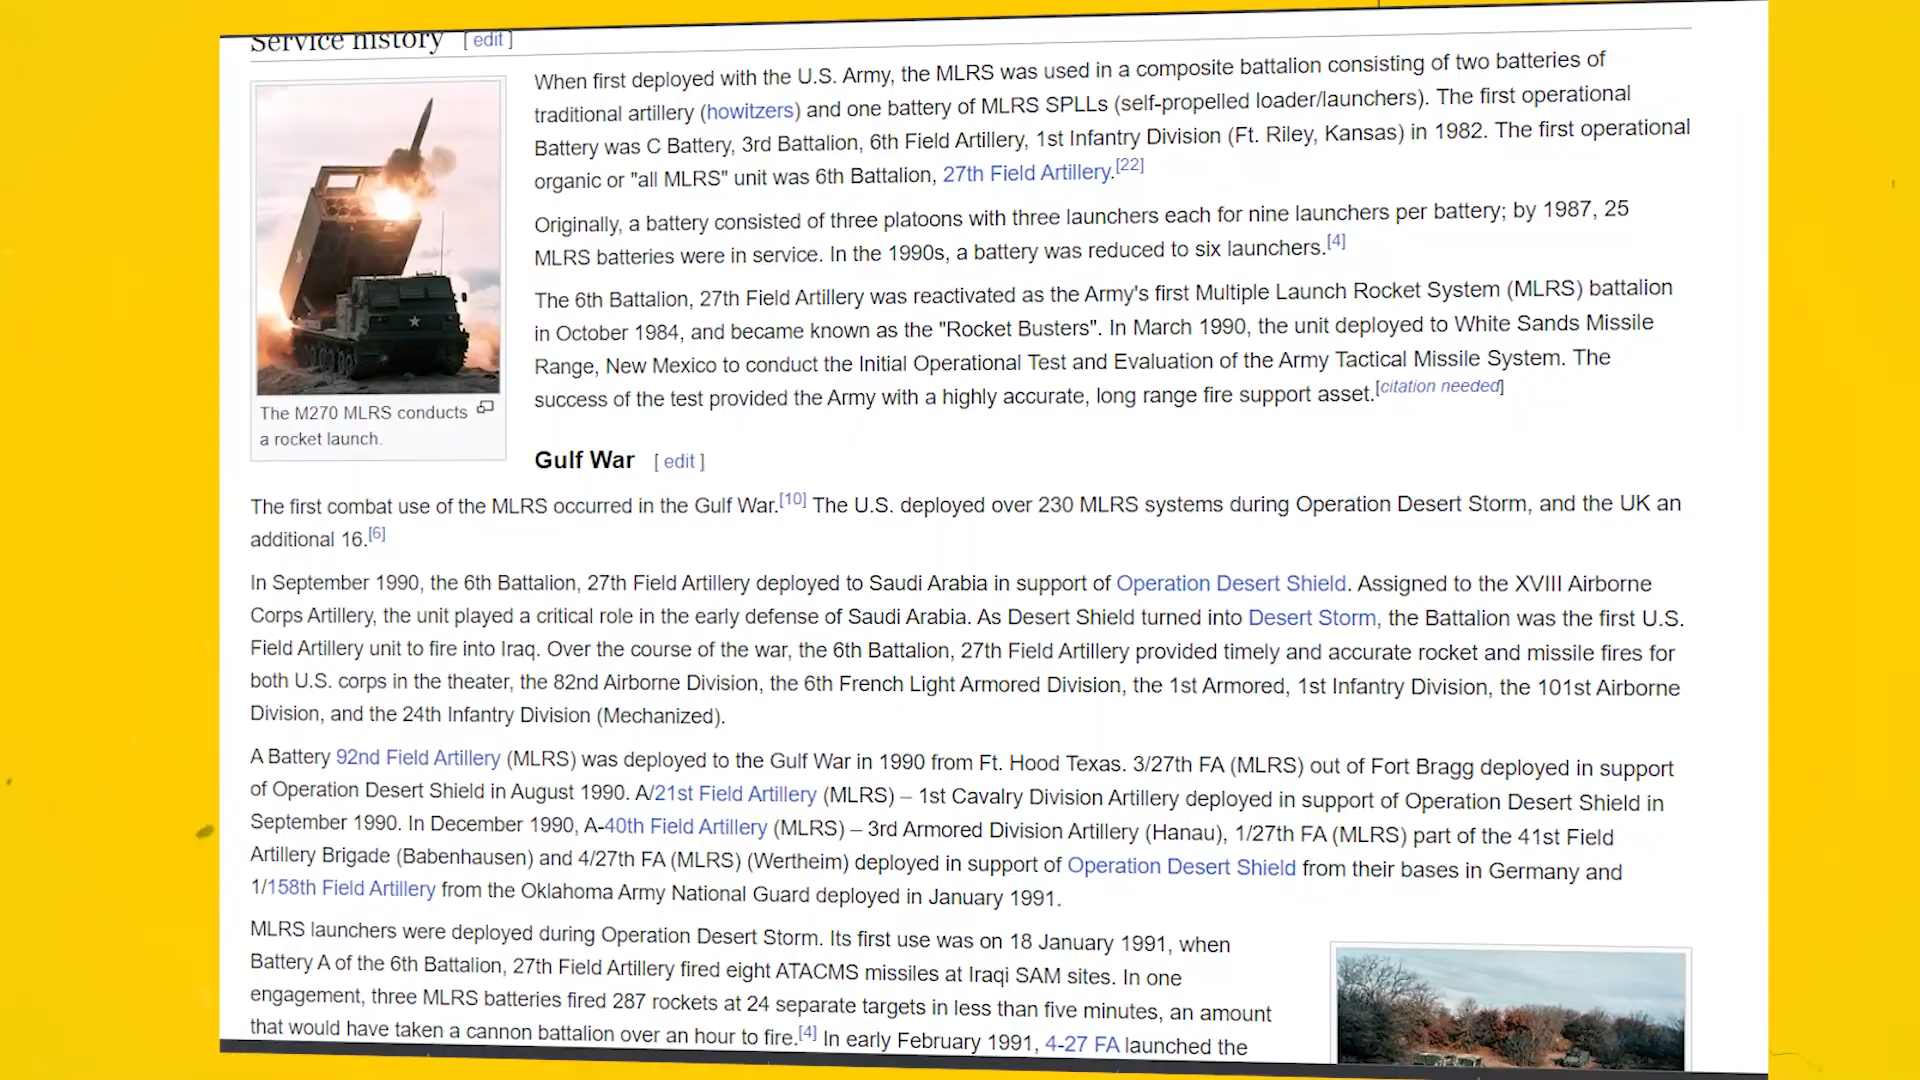 Service history [ edit ]
When first deployed with the U.S. Army, the MLRS was used in a composite battalion consisting of two batteries of
traditional artillery (howitzers) and one battery of MLRS SPLLs (self-propelled loader/launchers). The first operational
Battery was C Battery, 3rd Battalion, 6th Field Artillery, 1st Infantry Division (Ft. Riley, Kansas) in 1982. The first operational
organic or "all MLRS" unit was 6th Battalion, 27th Field Artillery.[22]
Originally, a battery consisted of three platoons with three launchers each for nine launchers per battery; by 1987, 25
MLRS batteries were in service. In the 1990s, a battery was reduced to six launchers.[4]
The 6th Battalion, 27th Field Artillery was reactivated as the Army's first Multiple Launch Rocket System (MLRS) battalion
in October 1984, and became known as the "Rocket Busters". In March 1990, the unit deployed to White Sands Missile
Range, New Mexico to conduct the Initial Operational Test and Evaluation of the Army Tactical Missile System. The
success of the test provided the Army with a highly accurate, long range fire support asset.[citation needed]
The M270 MLRS conducts
a rocket launch.
Gulf War [ edit ]
The first combat use of the MLRS occurred in the Gulf War.[10] The U.S. deployed over 230 MLRS systems during Operation Desert Storm, and the UK an
additional 16.[6]
In September 1990, the 6th Battalion, 27th Field Artillery deployed to Saudi Arabia in support of Operation Desert Shield. Assigned to the XVIII Airborne
Corps Artillery, the unit played a critical role in the early defense of Saudi Arabia. As Desert Shield turned into Desert Storm, the Battalion was the first U.S.
Field Artillery unit to fire into Iraq. Over the course of the war, the 6th Battalion, 27th Field Artillery provided timely and accurate rocket and missile fires for
both U.S. corps in the theater, the 82nd Airborne Division, the 6th French Light Armored Division, the 1st Armored, 1st Infantry Division, the 101st Airborne
Division, and the 24th Infantry Division (Mechanized).
A Battery 92nd Field Artillery (MLRS) was deployed to the Gulf War in 1990 from Ft. Hood Texas. 3/27th FA (MLRS) out of Fort Bragg deployed in support
of Operation Desert Shield in August 1990. A/21st Field Artillery (MLRS) – 1st Cavalry Division Artillery deployed in support of Operation Desert Shield in
September 1990. In December 1990, A-40th Field Artillery (MLRS) – 3rd Armored Division Artillery (Hanau), 1/27th FA (MLRS) part of the 41st Field
Artillery Brigade (Babenhausen) and 4/27th FA (MLRS) (Wertheim) deployed in support of Operation Desert Shield from their bases in Germany and
1/158th Field Artillery from the Oklahoma Army National Guard deployed in January 1991.
MLRS launchers were deployed during Operation Desert Storm. Its first use was on 18 January 1991, when
Battery A of the 6th Battalion, 27th Field Artillery fired eight ATACMS missiles at Iraqi SAM sites. In one
engagement, three MLRS batteries fired 287 rockets at 24 separate targets in less than five minutes, an amount
that would have taken a cannon battalion over an hour to fire.[4] In early February 1991, 4-27 FA launched the